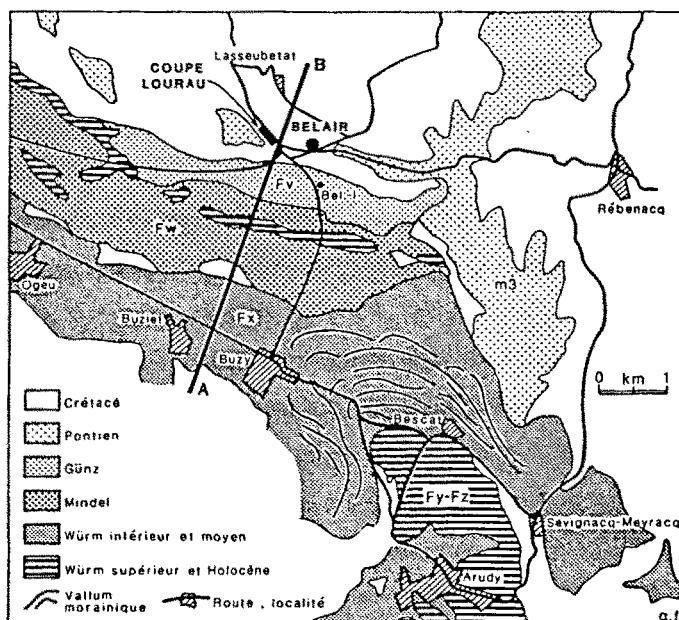 Lasseubetat
B
COUPE
LOURAU
BELAIR
Rébenacq
Fv
Bel-
Fw
m3
Ogeu
Fx
Buziet
Buzy
0 km 1
A
Bescat
Crétacé
Pontien
Günz
Fy-Fz
Mindel
Sévignacq-Meyracq
Würm intérieur et moyen
Würm supérieur et Holocène
Arudy
Vallum
morainique
Route, localité
a.f